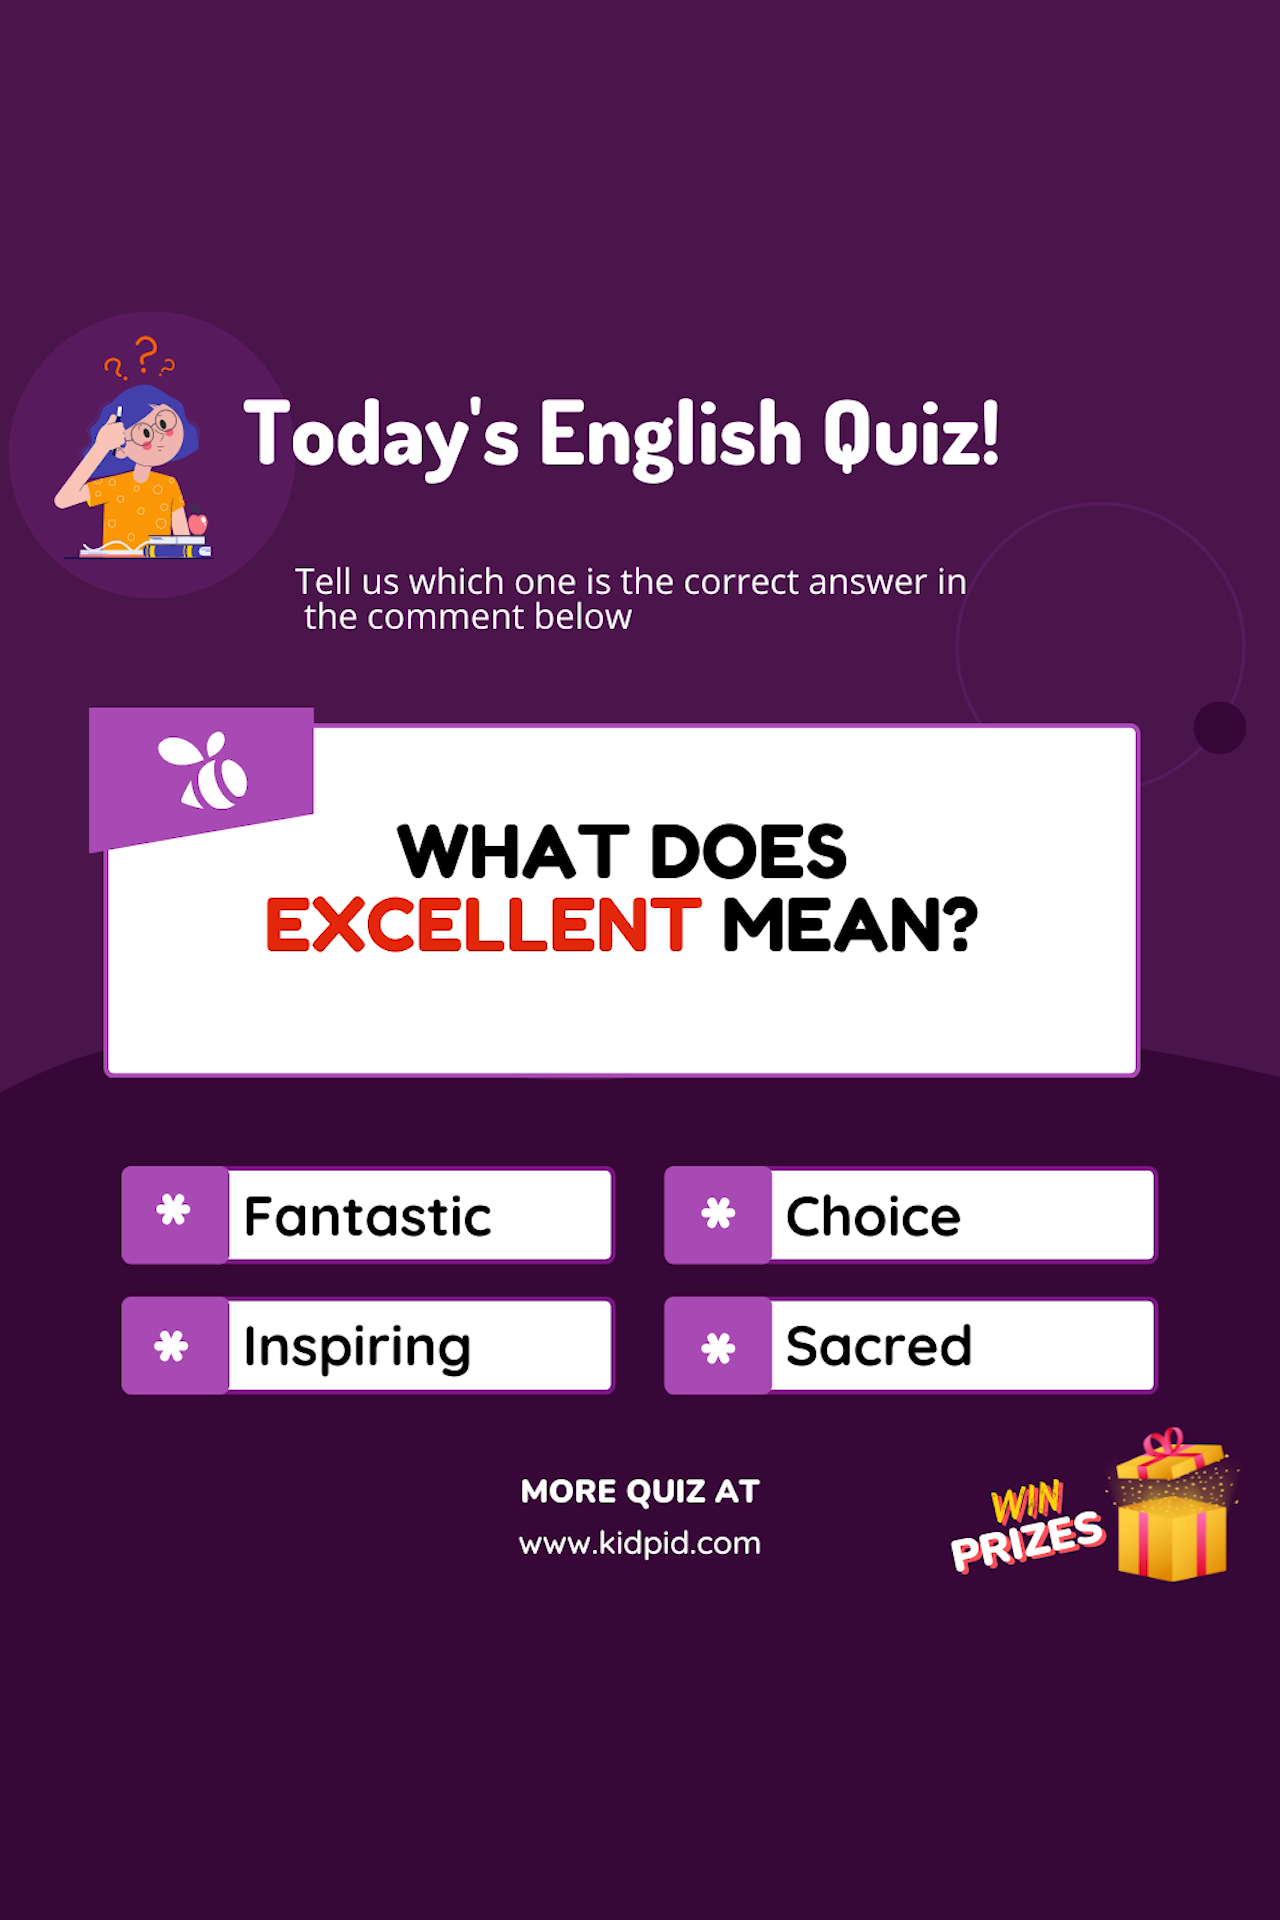 Today's English Quiz!
Tell us which one is the correct answer in
the comment below
WHAT DOES
EXCELLENT MEAN?
Fantastic
Choice
Inspiring
Sacred
MORE QUIZ AT
www.kidpid.com
WIN
PRIZES